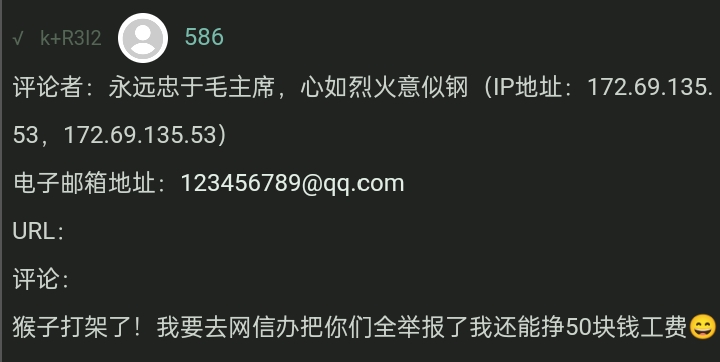 √ k+R3I2 586
评论者：永远忠于毛主席，心如烈火意似钢（IP地址：172.69.135.
53，172.69.135.53）
电子邮箱地址：123456789@qq.com
URL：
评论：
猴子打架了！我要去网信办把你们全举报了我还能挣50块钱工费😄